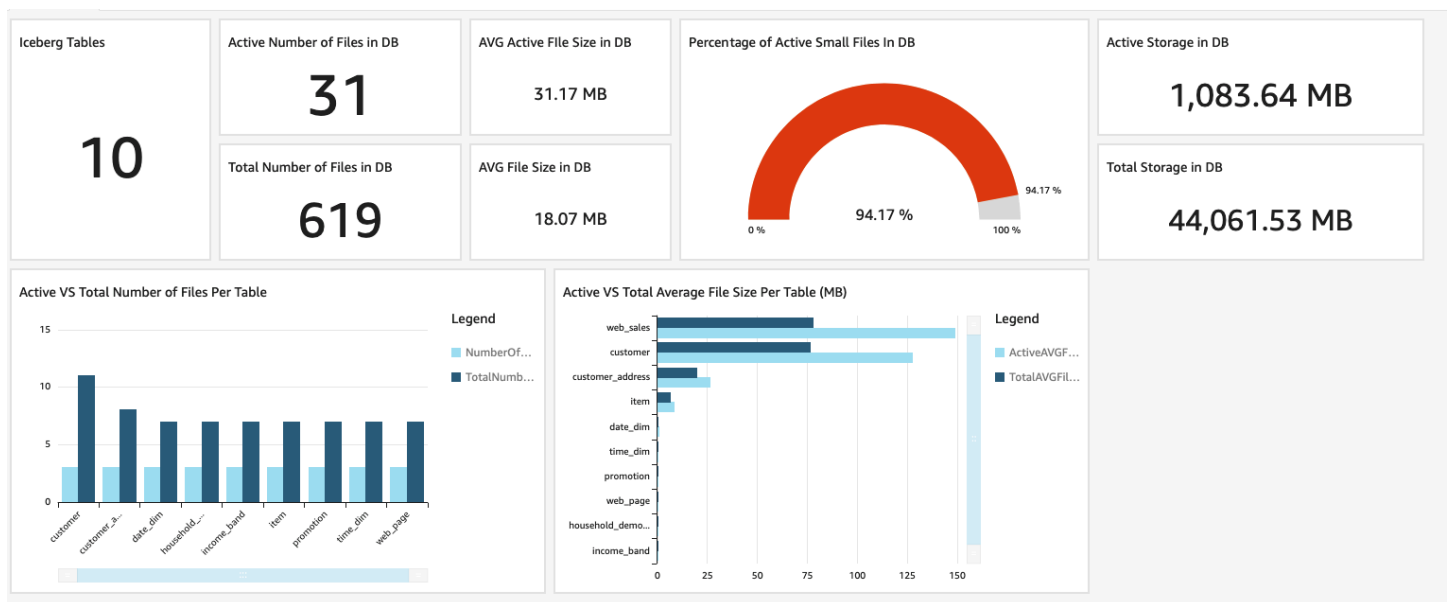 Iceberg Tables
10
Active Number of Files in DB
31
Total Number of Files in DB
619
AVG Active FIle Size in DB
31.17 MB
AVG File Size in DB
18.07 MB
Percentage of Active Small Files In DB
94.17 %
94.17 %
0 %
100 %
Active Storage in DB
1,083.64 MB
Total Storage in DB
44,061.53 MB
Active VS Total Number of Files Per Table
15
10
5
0
customer
customer_a...
date_dim
household_...
income_band
item
promotion
time_dim
web_page
Legend
NumberOf...
TotalNumb...
Active VS Total Average File Size Per Table (MB)
web_sales
customer
customer_address
item
date_dim
time_dim
promotion
web_page
household_demo...
income_band
0 25 50 75 100 125 150
Legend
ActiveAVGF...
TotalAVGFil...